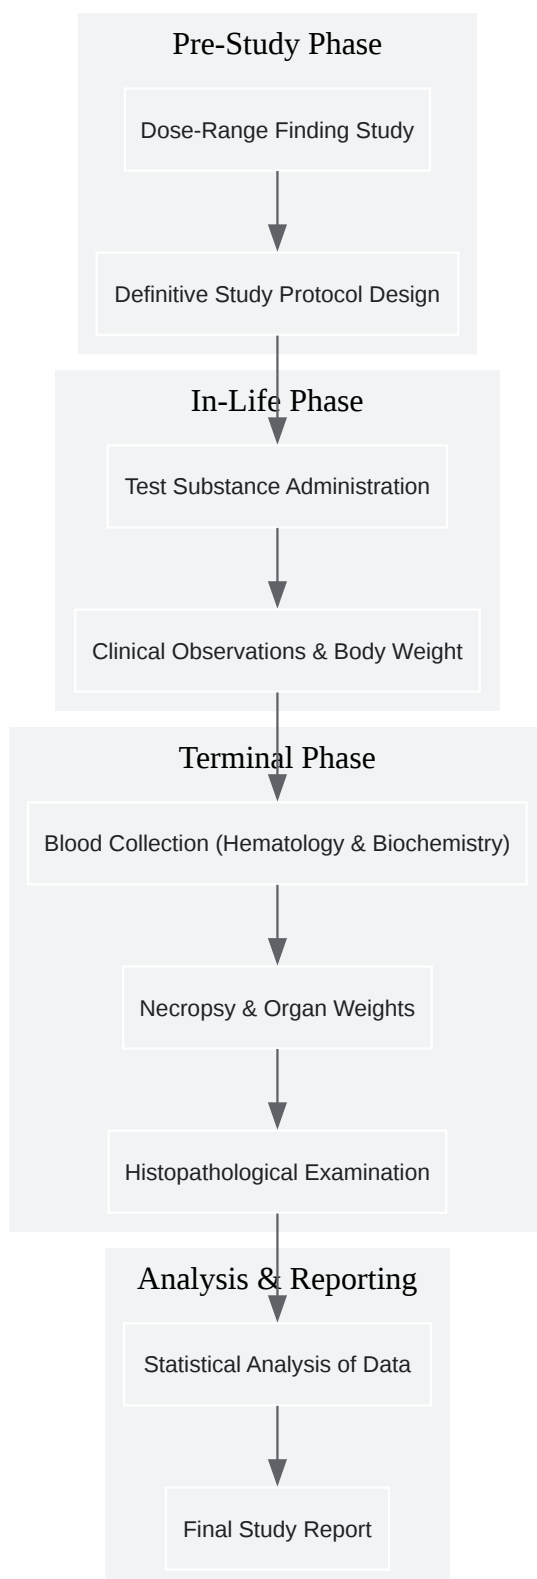 Pre-Study Phase
Dose-Range Finding Study
Definitive Study Protocol Design
In-Life Phase
Test Substance Administration
Clinical Observations & Body Weight
Terminal Phase
Blood Collection (Hematology & Biochemistry)
Necropsy & Organ Weights
Histopathological Examination
Analysis & Reporting
Statistical Analysis of Data
Final Study Report